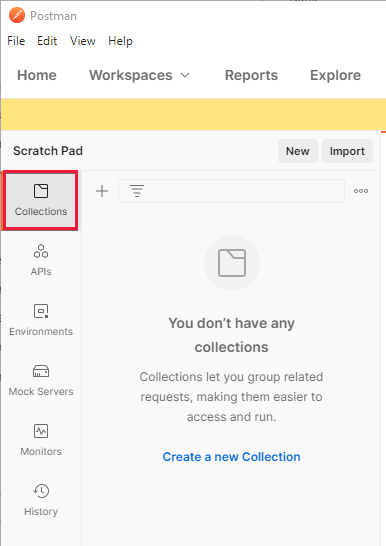 Postman
File Edit View Help
Home Workspaces Reports Explore
Scratch Pad New Import
Collections
APIs
Environments
Mock Servers
Monitors
History
You don't have any
collections
Collections let you group related
requests, making them easier to
access and run.
Create a new Collection